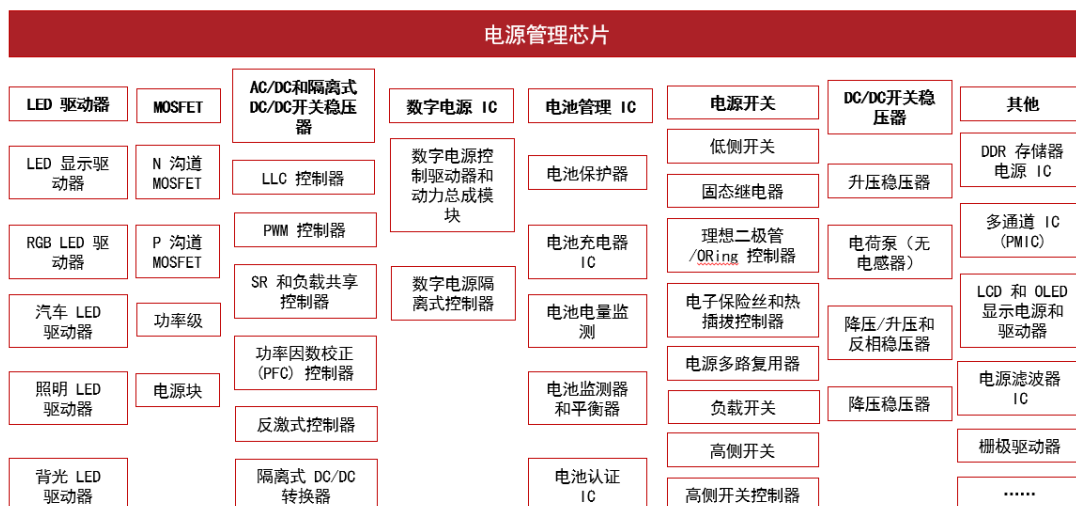 电源管理芯片
LED 驱动器
LED 显示驱
动器
RGB LED 驱
动器
汽车 LED
驱动器
照明 LED
驱动器
背光 LED
驱动器
MOSFET
N 沟道
MOSFET
P 沟道
MOSFET
功率级
电源块
AC/DC和隔离式
DC/DC开关稳压
器
LLC 控制器
PWM 控制器
SR 和负载共享
控制器
功率因数校正
(PFC) 控制器
反激式控制器
隔离式 DC/DC
转换器
数字电源 IC
数字电源控
制驱动器和
动力总成模
块
数字电源隔
离式控制器
电池管理 IC
电池保护器
电池充电器
IC
电池电量监
测
电池监测器
和平衡器
电池认证
IC
电源开关
低侧开关
固态继电器
理想二极管
/ORing 控制器
电子保险丝和热
插拔控制器
电源多路复用器
负载开关
高侧开关
高侧开关控制器
DC/DC开关稳
压器
升压稳压器
电荷泵（无
电感器）
降压/升压和
反相稳压器
降压稳压器
其他
DDR 存储器
电源 IC
多通道 IC
(PMIC)
LCD 和 OLED
显示电源和
驱动器
电源滤波器
IC
栅极驱动器
……